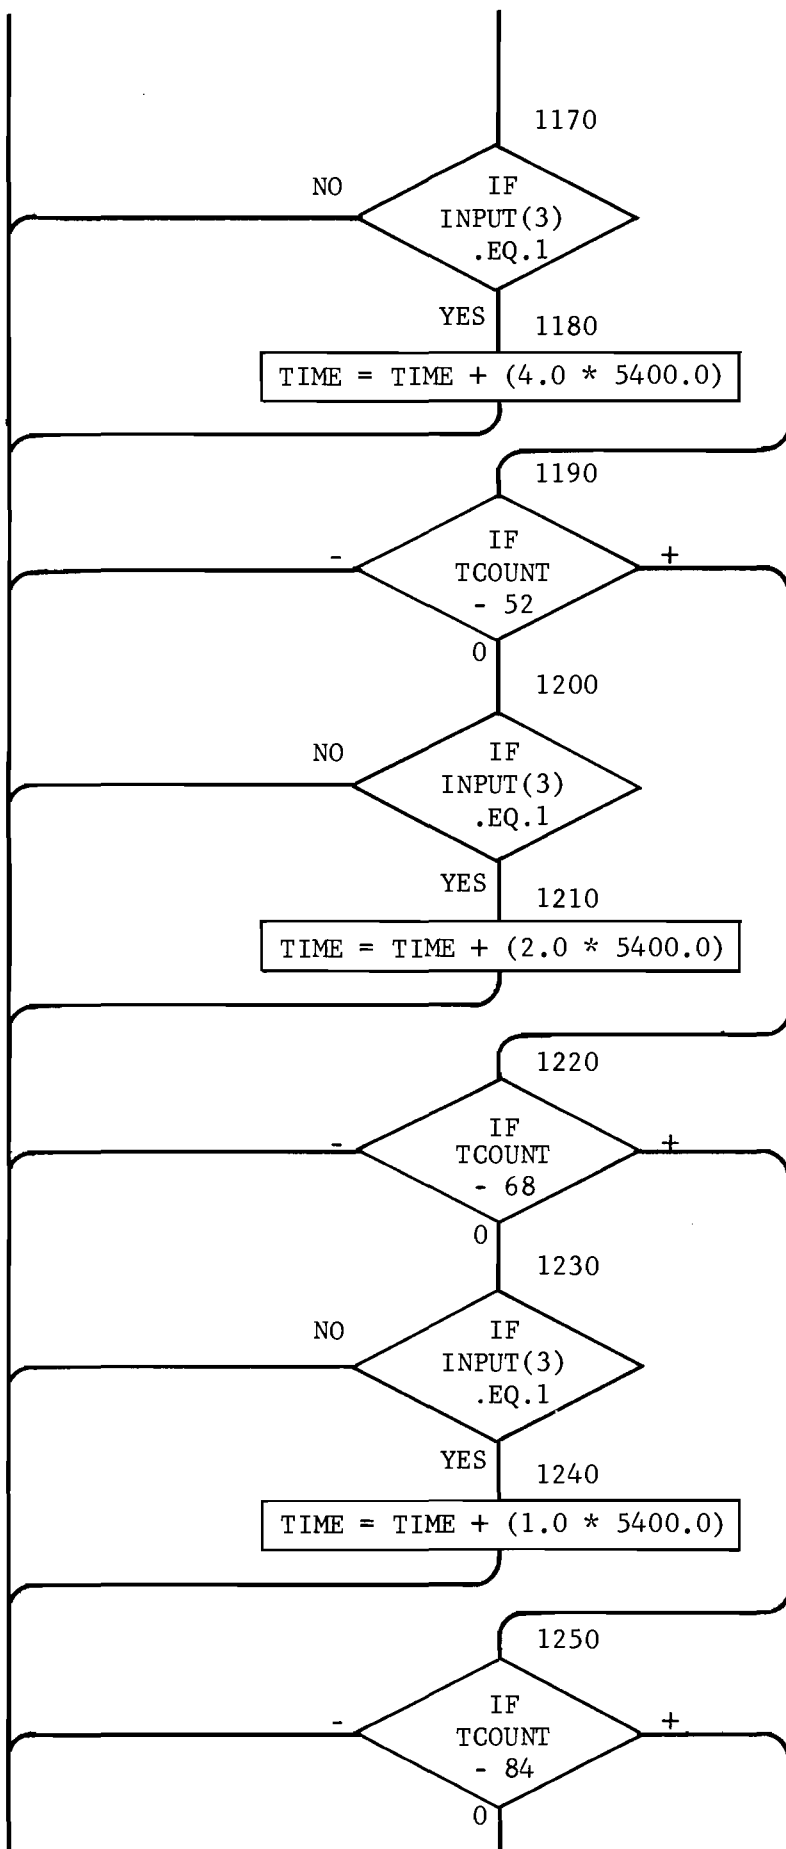 1170
NO
IF
INPUT(3)
.EQ.1
YES
1180
TIME = TIME + (4.0 * 5400.0)
1190
-
IF
TCOUNT
- 52
+
0
1200
NO
IF
INPUT(3)
.EQ.1
YES
1210
TIME = TIME + (2.0 * 5400.0)
1220
-
IF
TCOUNT
- 68
+
0
1230
NO
IF
INPUT(3)
.EQ.1
YES
1240
TIME = TIME + (1.0 * 5400.0)
1250
-
IF
TCOUNT
- 84
+
0